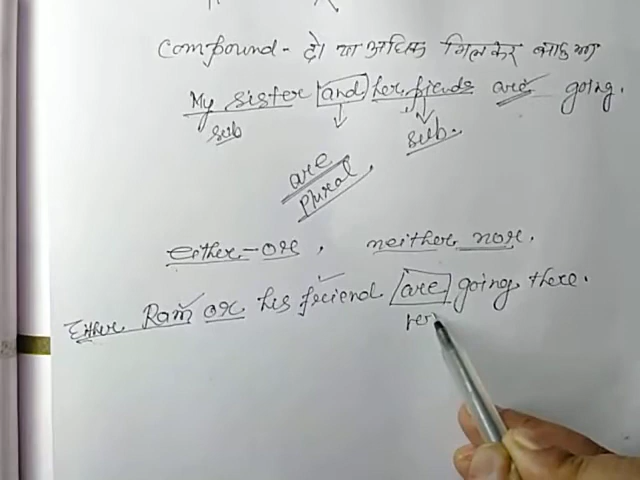 Compound - दो या अधिक मिलकर
My sister and her friends are going.
sub sub.
are
Plural.
either-or, neither nor.
Either Ram or his friend are going there.
ver